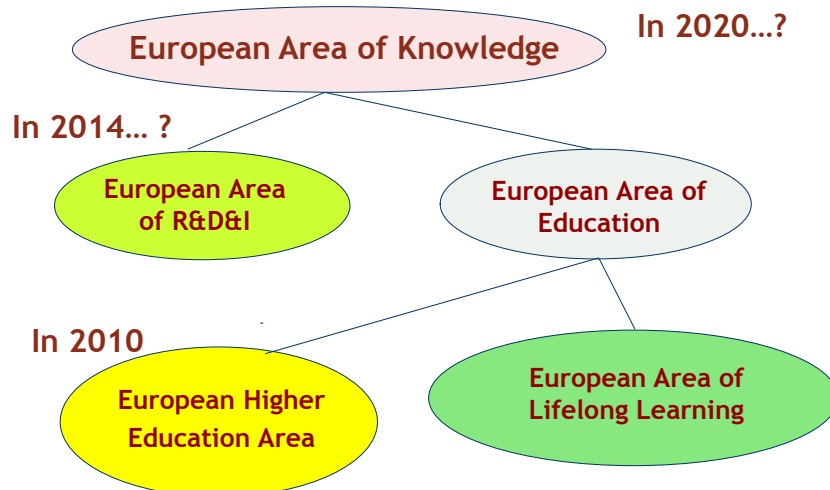 In 2020...?
European Area of Knowledge
In 2014... ?
European Area
of R&D&I
European Area of
Education
In 2010
European Higher
Education Area
European Area of
Lifelong Learning